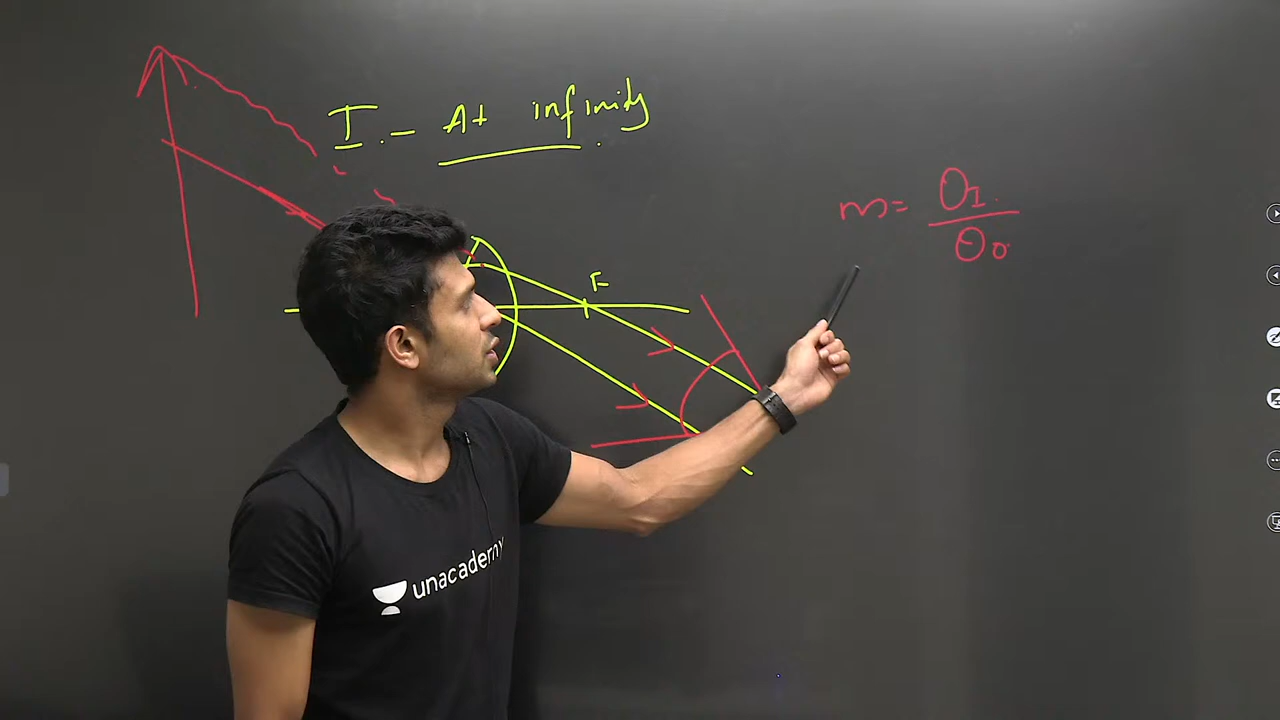 I. - At infinity.
m = θI. / θo
F
unacademy